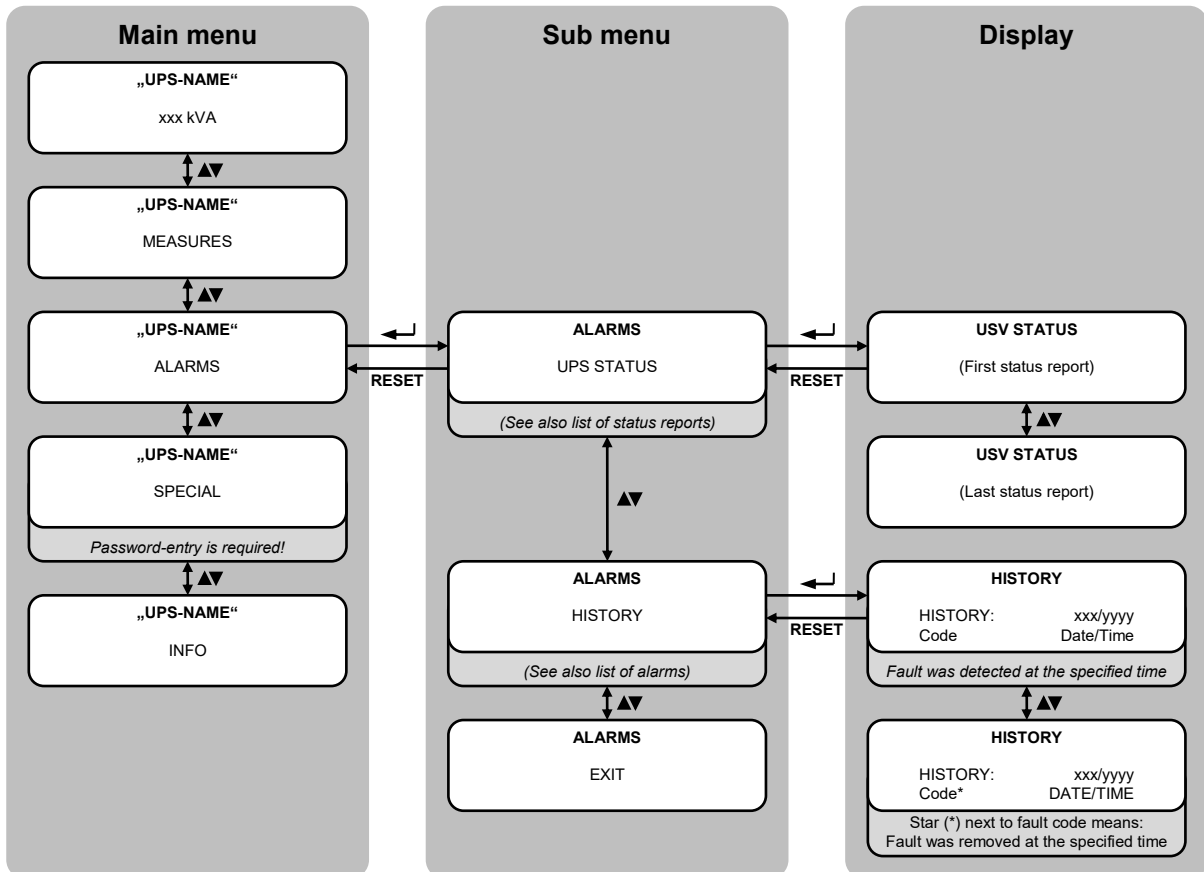 Main menu
„UPS-NAME“
xxx kVA
▲▼
„UPS-NAME“
MEASURES
▲▼
„UPS-NAME“
ALARMS
▲▼
„UPS-NAME“
SPECIAL
Password-entry is required!
▲▼
„UPS-NAME“
INFO
RESET
Sub menu
ALARMS
UPS STATUS
(See also list of status reports)
▲▼
ALARMS
HISTORY
(See also list of alarms)
▲▼
ALARMS
EXIT
RESET
RESET
Display
USV STATUS
(First status report)
▲▼
USV STATUS
(Last status report)
HISTORY
HISTORY: xxx/yyyy
Code Date/Time
Fault was detected at the specified time
▲▼
HISTORY
HISTORY: xxx/yyyy
Code* DATE/TIME
Star (*) next to fault code means:
Fault was removed at the specified time